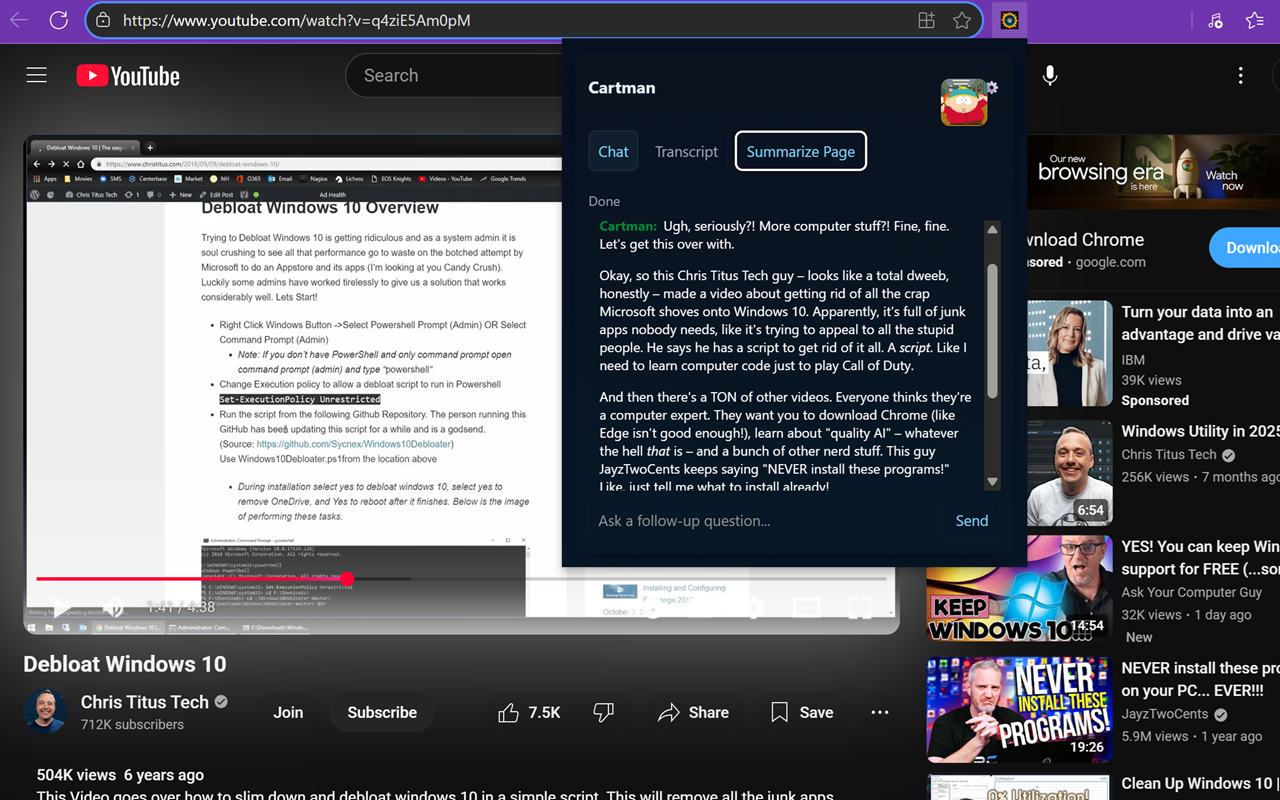 https://www.youtube.com/watch?v=q4ziE5Am0pM
YouTube
Search
Debloat Windows 10 | The easy
https://www.christitus.com/2018/09/09/debloat-windows-10/
Apps Movies SMS Centerbase Market NH O365 Email Nagios Lichess EOS Knights Videos - YouTube Google Trends
Chris Titus Tech 1 0 New Edit Post Ad Health
Debloat Windows 10 Overview
Trying to Debloat Windows 10 is getting ridiculous and as a system admin it is
soul crushing to see all that performance go to waste on the botched attempt by
Microsoft to do an Appstore and its apps (I'm looking at you Candy Crush).
Luckily some admins have worked tirelessly to give us a solution that works
considerably well. Lets Start!
Right Click Windows Button ->Select Powershell Prompt (Admin) OR Select
Command Prompt (Admin)
Note: If you don't have PowerShell and only command prompt open
command prompt (admin) and type "powershell"
Change Execution policy to allow a debloat script to run in Powershell
Set-ExecutionPolicy Unrestricted
Run the script from the following Github Repository. The person running this
GitHub has been updating this script for a while and is a godsend.
(Source: https://github.com/Sycnex/Windows10Debloater)
Use Windows10Debloater.ps1from the location above
During installation select yes to debloat windows 10, select yes to
remove OneDrive, and Yes to reboot after it finishes. Below is the image
of performing these tasks.
Administrator: Command Prompt - powershell
Installing and Configuring
1:41 / 4:38
Debloat Windows 10
Chris Titus Tech
712K subscribers
Join
Subscribe
7.5K
Share
Save
504K views 6 years ago
This Video goes over how to slim down and debloat windows 10 in a simple script. This will remove all the junk apps
Cartman
Chat
Transcript
Summarize Page
Done
Cartman: Ugh, seriously?! More computer stuff?! Fine, fine.
Let's get this over with.
Okay, so this Chris Titus Tech guy – looks like a total dweeb,
honestly – made a video about getting rid of all the crap
Microsoft shoves onto Windows 10. Apparently, it's full of junk
apps nobody needs, like it's trying to appeal to all the stupid
people. He says he has a script to get rid of it all. A script. Like I
need to learn computer code just to play Call of Duty.
And then there's a TON of other videos. Everyone thinks they're
a computer expert. They want you to download Chrome (like
Edge isn't good enough!), learn about "quality AI" – whatever
the hell that is – and a bunch of other nerd stuff. This guy
JayzTwoCents keeps saying "NEVER install these programs!"
Like, just tell me what to install already!
Ask a follow-up question...
Send
Our new
browsing era
is here
Watch
now
wnload Chrome
sored · google.com
Downlo
ta,
Turn your data into an
advantage and drive va
IBM
39K views
Sponsored
6:54
Windows Utility in 2025
Chris Titus Tech
256K views · 7 months ago
KEEP
WINDOWS 10
14:54
YES! You can keep Win
support for FREE (...so
Ask Your Computer Guy
32K views · 1 day ago
New
NEVER
INSTALL THESE
PROGRAMS!
19:26
NEVER install these pro
on your PC... EVER!!!
JayzTwoCents
5.9M views · 1 year ago
Clean Up Windows 10 |